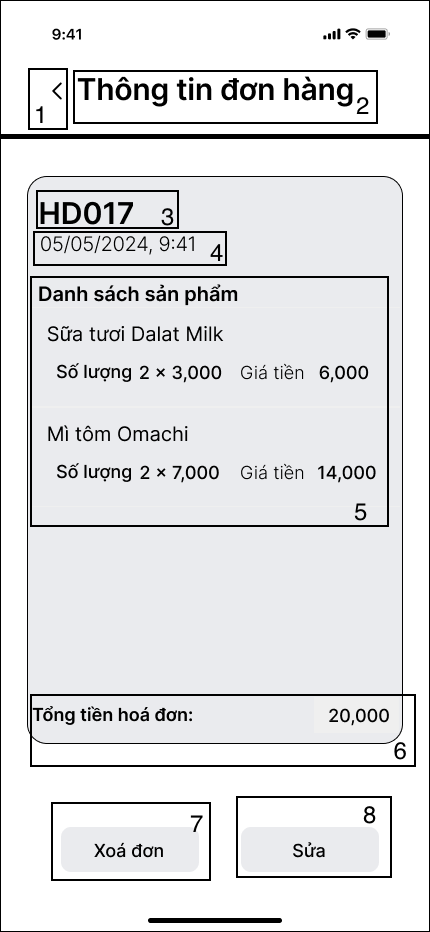 9:41
1
Thông tin đơn hàng
2
HD017
3
05/05/2024, 9:41
4
Danh sách sản phẩm
Sữa tươi Dalat Milk
Số lượng 2 × 3,000 Giá tiền 6,000
Mì tôm Omachi
Số lượng 2 × 7,000 Giá tiền 14,000
5
Tổng tiền hoá đơn: 20,000
6
7
Xoá đơn
8
Sửa